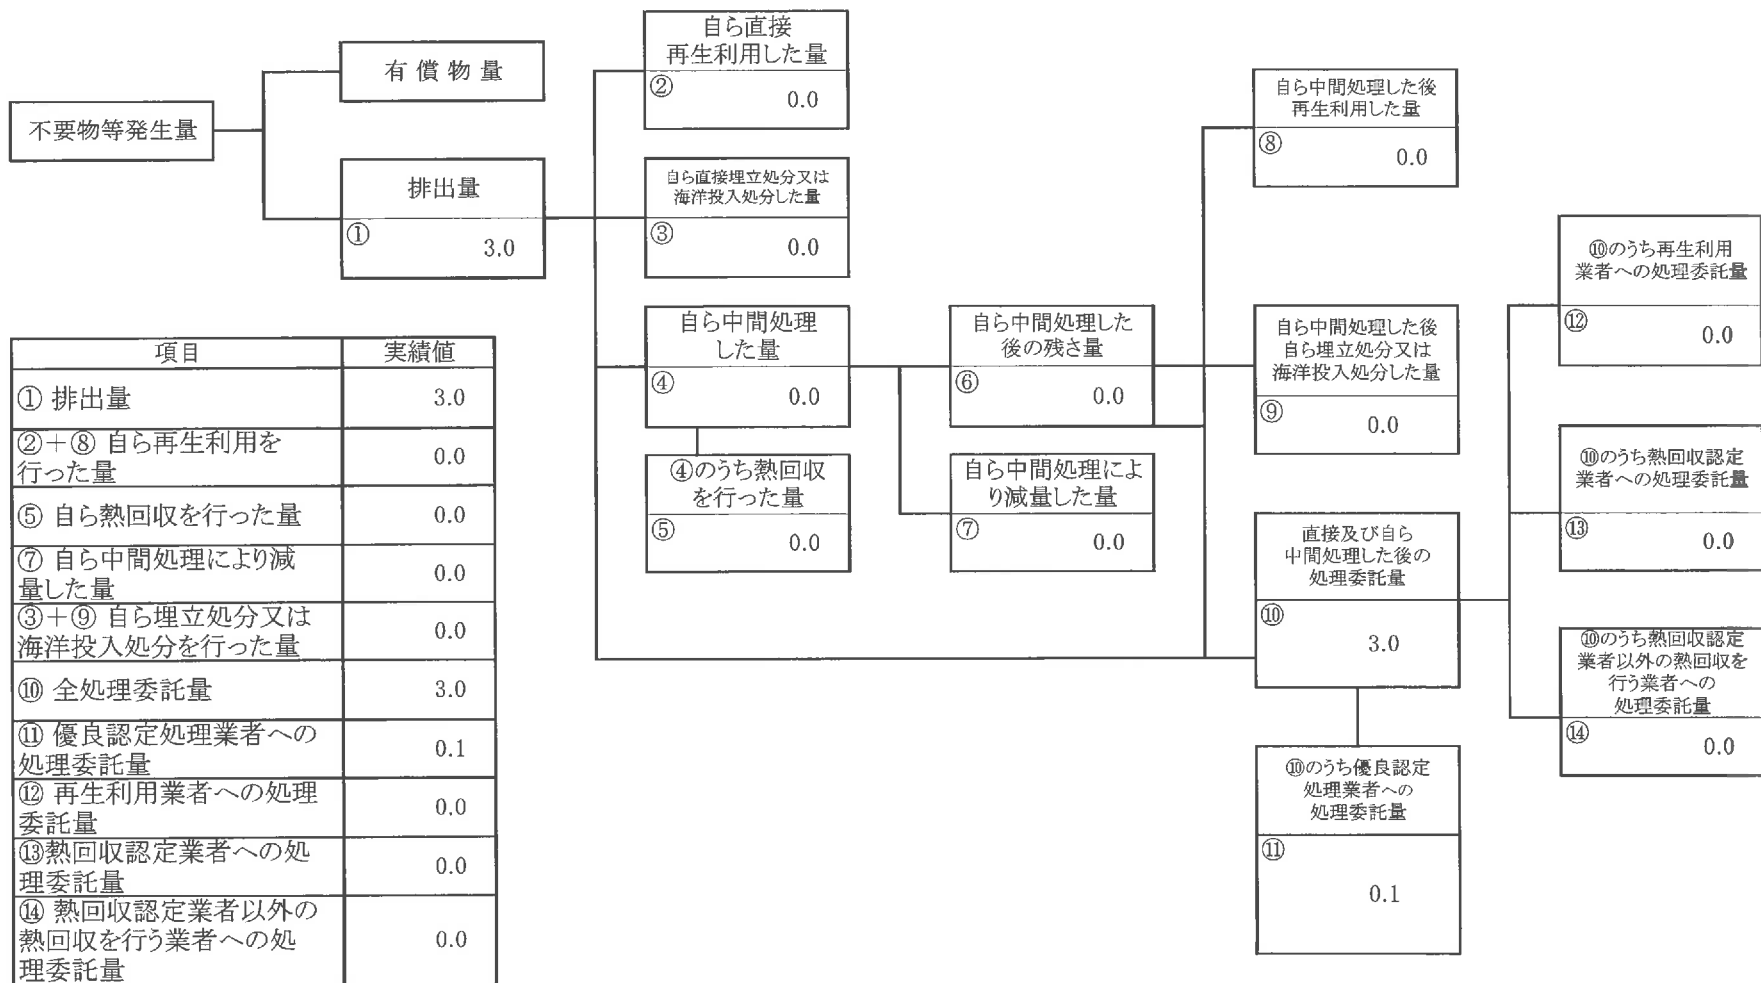 不要物等発生量
有償物量
排出量
①
3.0
自ら直接
再生利用した量
②
0.0
自ら直接埋立処分又は
海洋投入処分した量
③
0.0
自ら中間処理
した量
④
0.0
④のうち熱回収
を行った量
⑤
0.0
自ら中間処理した
後の残さ量
⑥
0.0
自ら中間処理によ
り減量した量
⑦
0.0
自ら中間処理した後
再生利用した量
⑧
0.0
自ら中間処理した後
自ら埋立処分又は
海洋投入処分した量
⑨
0.0
直接及び自ら
中間処理した後の
処理委託量
⑩
3.0
⑩のうち優良認定
処理業者への
処理委託量
⑪
0.1
⑩のうち再生利用
業者への処理委託量
⑫
0.0
⑩のうち熱回収認定
業者への処理委託量
⑬
0.0
⑩のうち熱回収認定
業者以外の熱回収を
行う業者への
処理委託量
⑭
0.0
項目 実績値
① 排出量 3.0
②＋⑧ 自ら再生利用を
行った量 0.0
⑤ 自ら熱回収を行った量 0.0
⑦ 自ら中間処理により減
量した量 0.0
③＋⑨ 自ら埋立処分又は
海洋投入処分を行った量 0.0
⑩ 全処理委託量 3.0
⑪ 優良認定処理業者への
処理委託量 0.1
⑫ 再生利用業者への処理
委託量 0.0
⑬熱回収認定業者への処
理委託量 0.0
⑭ 熱回収認定業者以外の
熱回収を行う業者への処
理委託量 0.0